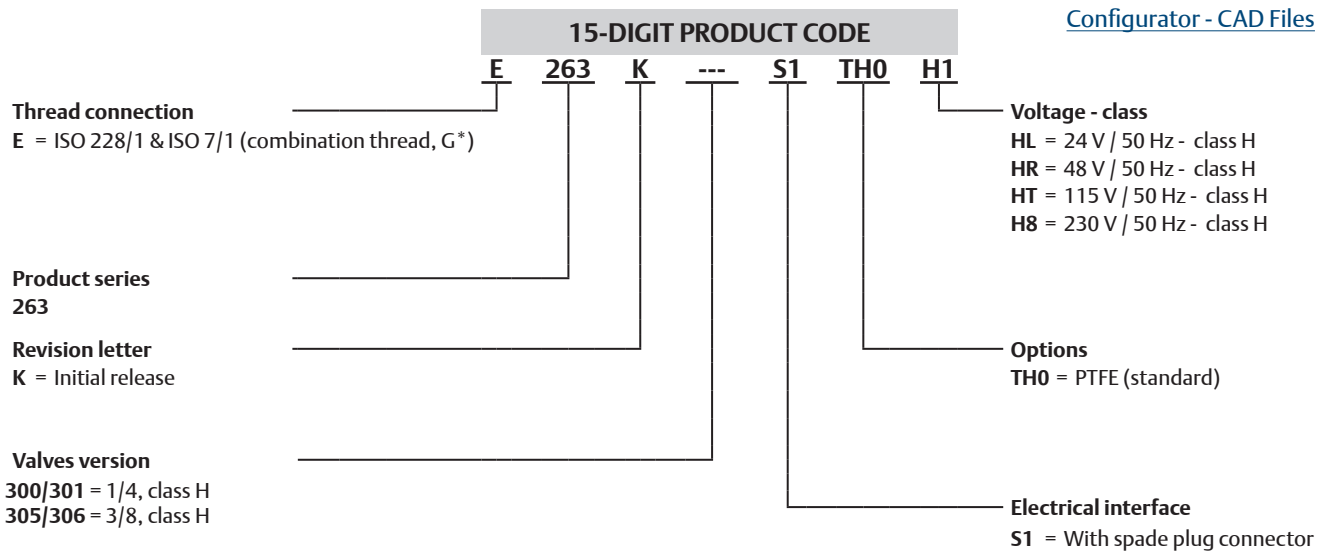 15-DIGIT PRODUCT CODE
Configurator - CAD Files
E 263 K --- S1 TH0 H1
Thread connection
E = ISO 228/1 & ISO 7/1 (combination thread, G*)
Product series
263
Revision letter
K = Initial release
Valves version
300/301 = 1/4, class H
305/306 = 3/8, class H
Voltage - class
HL = 24 V / 50 Hz - class H
HR = 48 V / 50 Hz - class H
HT = 115 V / 50 Hz - class H
H8 = 230 V / 50 Hz - class H
Options
TH0 = PTFE (standard)
Electrical interface
S1 = With spade plug connector